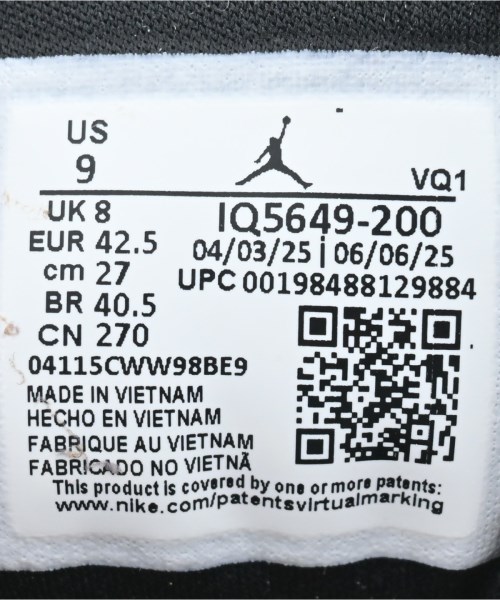 US
9
VQ1
UK 8
EUR 42.5
cm 27
BR 40.5
CN 270
IQ5649-200
04/03/25 | 06/06/25
UPC 00198488129884
04115CWW98BE9
MADE IN VIETNAM
HECHO EN VIETNAM
FABRIQUE AU VIETNAM
FABRICADO NO VIETNÃ
This product is covered by one or more patents:
www.nike.com/patentsvirtualmarking